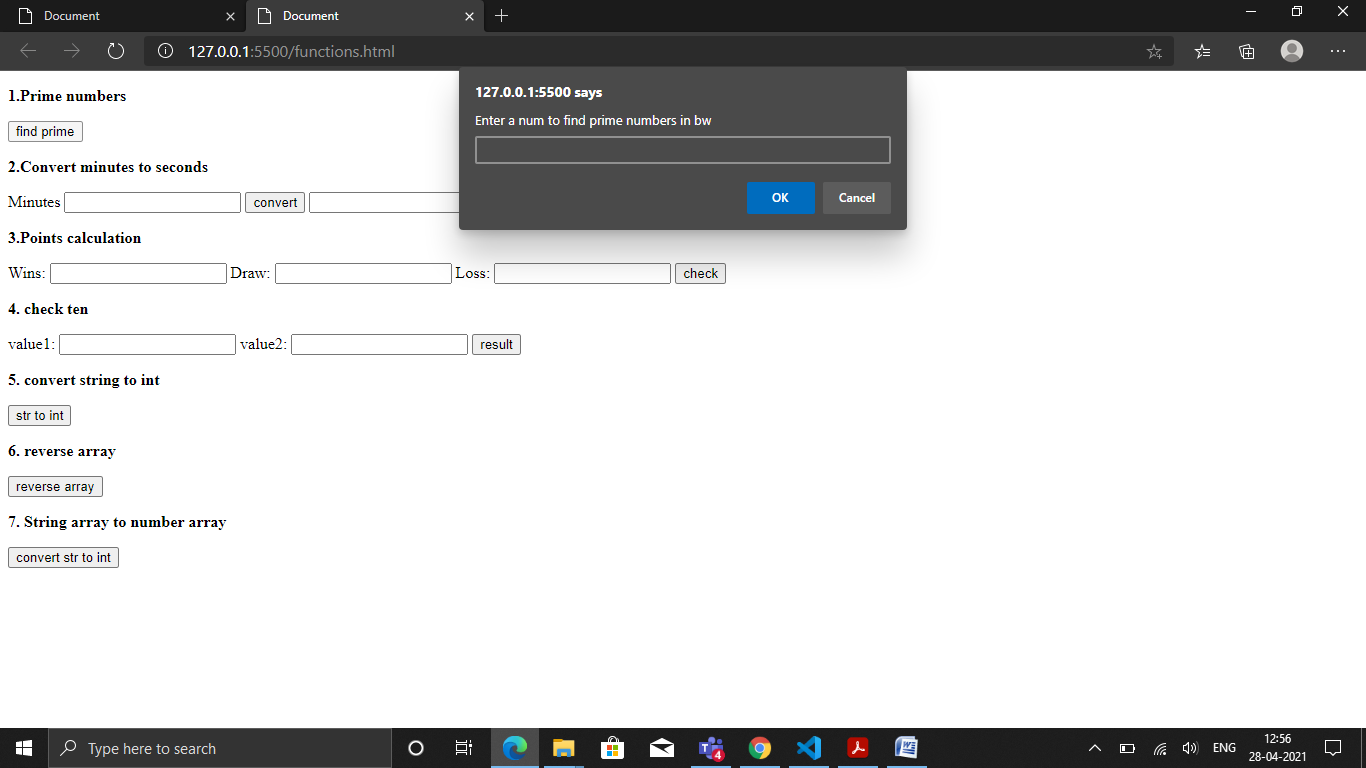 Document
Document
127.0.0.1:5500/functions.html
127.0.0.1:5500 says
Enter a num to find prime numbers in bw
OK
Cancel
1.Prime numbers
find prime
2.Convert minutes to seconds
Minutes convert
3.Points calculation
Wins: Draw: Loss: check
4. check ten
value1: value2: result
5. convert string to int
str to int
6. reverse array
reverse array
7. String array to number array
convert str to int
Type here to search
4
ENG
12:56
28-04-2021